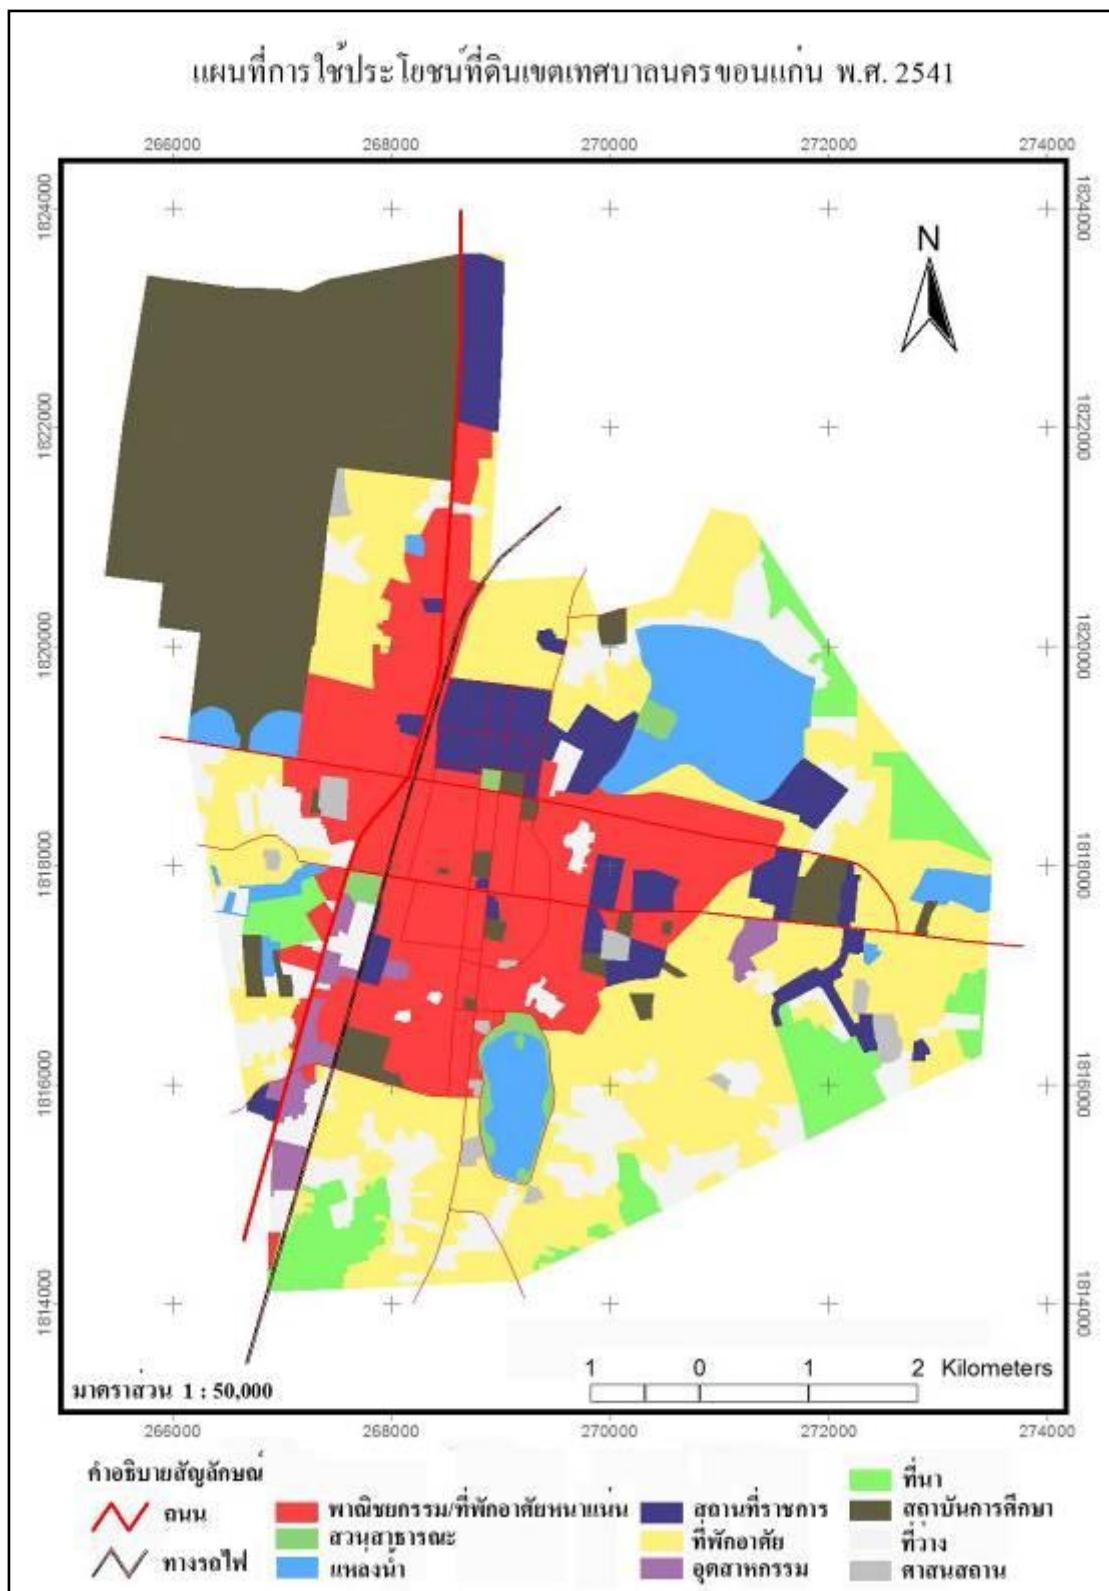 แผนที่การใช้ประโยชน์ที่ดินเขตเทศบาลนครขอนแก่น พ.ศ. 2541
266000 268000 270000 272000 274000
1824000 1824000
N
1822000 1822000
1820000 1820000
1818000 1818000
1816000 1816000
1814000 1814000
1 0 1 2 Kilometers
มาตราส่วน 1 : 50,000
266000 268000 270000 272000 274000
คำอธิบายสัญลักษณ์
ถนน
ทางรถไฟ
พาณิชยกรรม/ที่พักอาศัยหนาแน่น
สวนสาธารณะ
แหล่งน้ำ
สถานที่ราชการ
ที่พักอาศัย
อุตสาหกรรม
ที่นา
สถาบันการศึกษา
ที่ว่าง
ศาสนสถาน